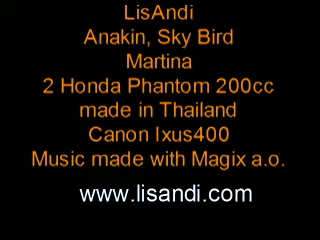 LisAndi
Anakin, Sky Bird
Martina
2 Honda Phantom 200cc
made in Thailand
Canon Ixus400
Music made with Magix a.o.
www.lisandi.com